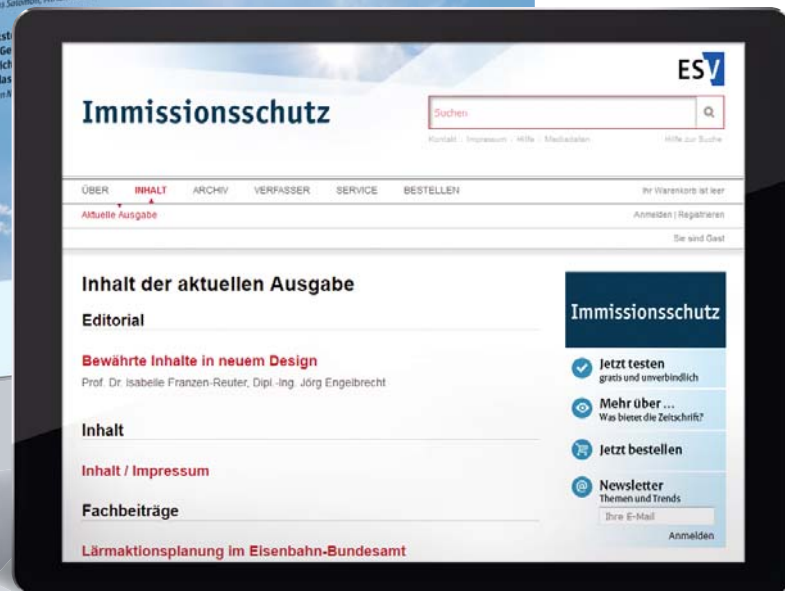 ESV
Immissionsschutz
Suchen
Kontakt | Impressum | Hilfe | Mediadaten
Hilfe zur Suche
ÜBER INHALT ARCHIV VERFASSER SERVICE BESTELLEN
Ihr Warenkorb ist leer
Aktuelle Ausgabe
Anmelden | Registrieren
Sie sind Gast
Inhalt der aktuellen Ausgabe
Editorial
Bewährte Inhalte in neuem Design
Prof. Dr. Isabelle Franzen-Reuter, Dipl.-Ing. Jörg Engelbrecht
Inhalt
Inhalt / Impressum
Fachbeiträge
Lärmaktionsplanung im Eisenbahn-Bundesamt
Immissionsschutz
Jetzt testen
gratis und unverbindlich
Mehr über ...
Was bietet die Zeitschrift?
Jetzt bestellen
Newsletter
Themen und Trends
Ihre E-Mail
Anmelden